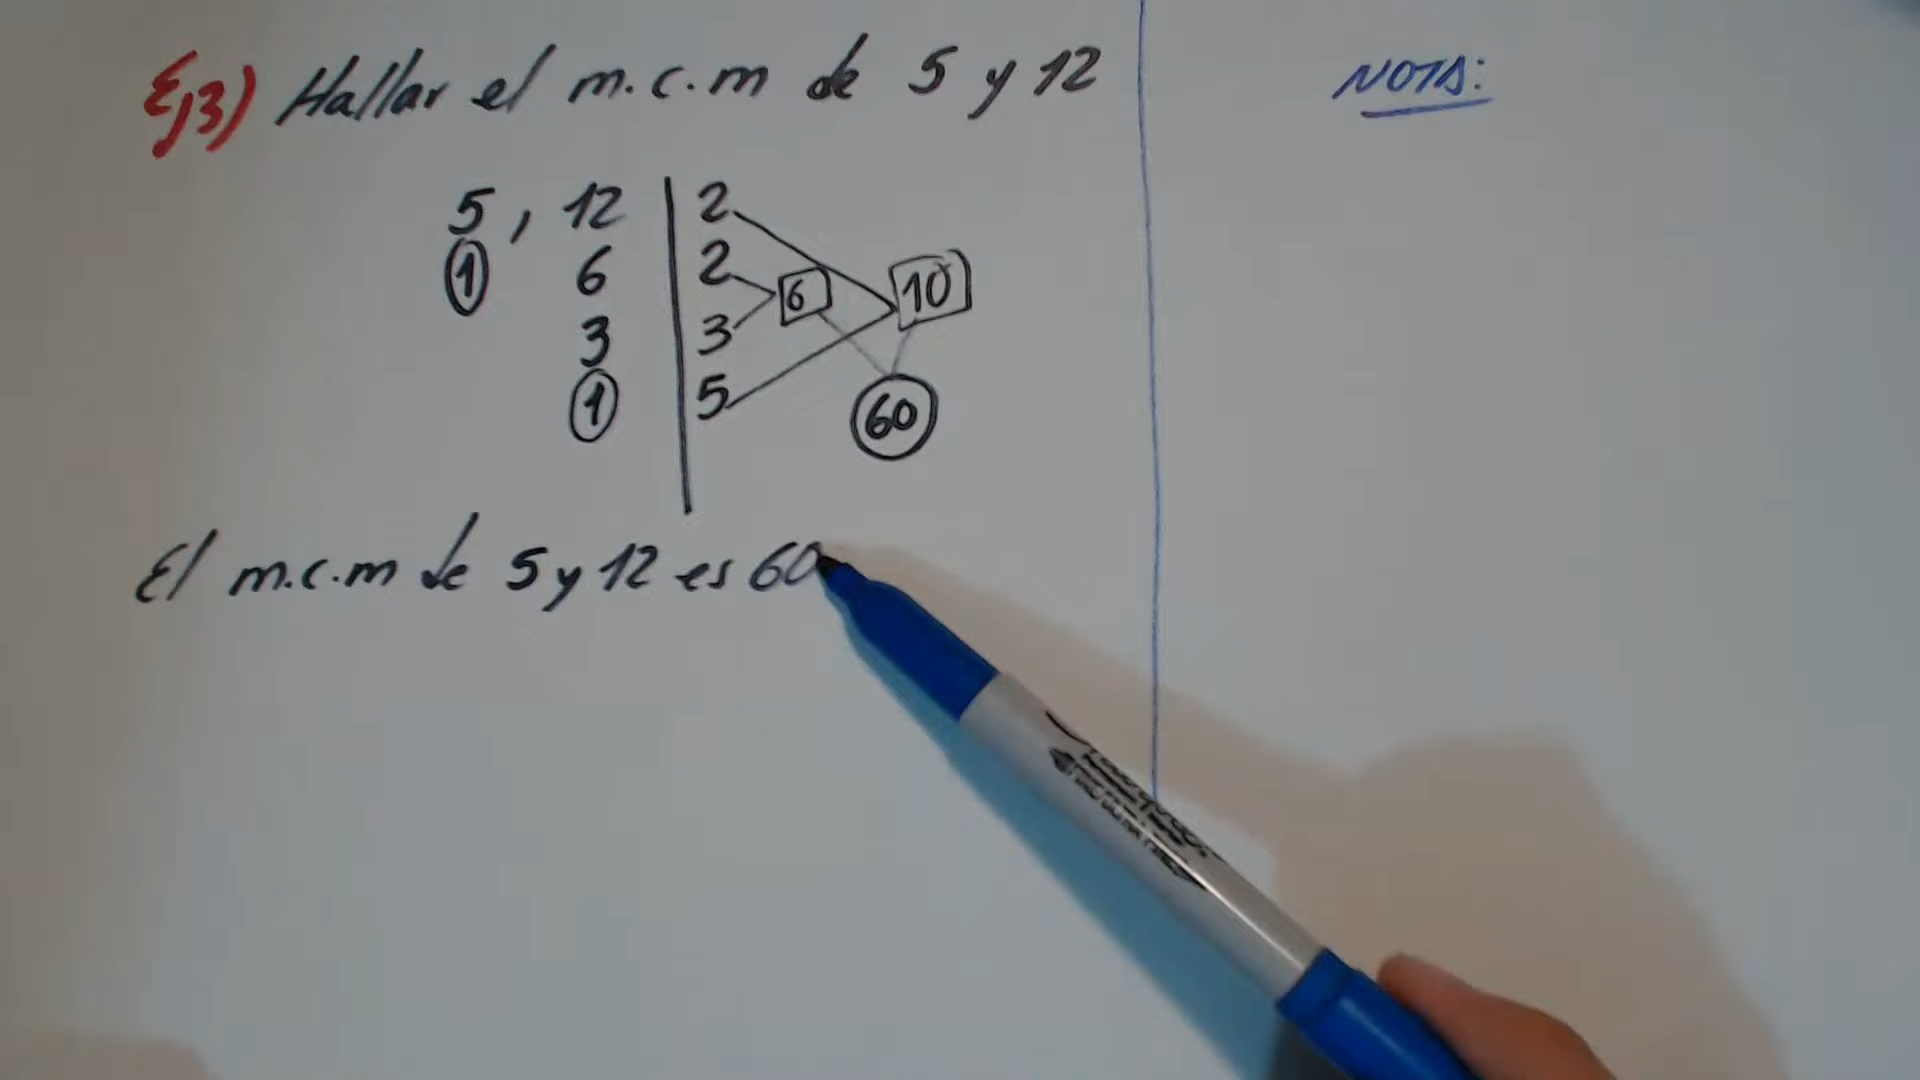 Ej3) Hallar el m.c.m de 5 y 12
NOTA:
5 , 12 2
1 6 2 6 10
3 3
1 5 60
El m.c.m de 5 y 12 es 60